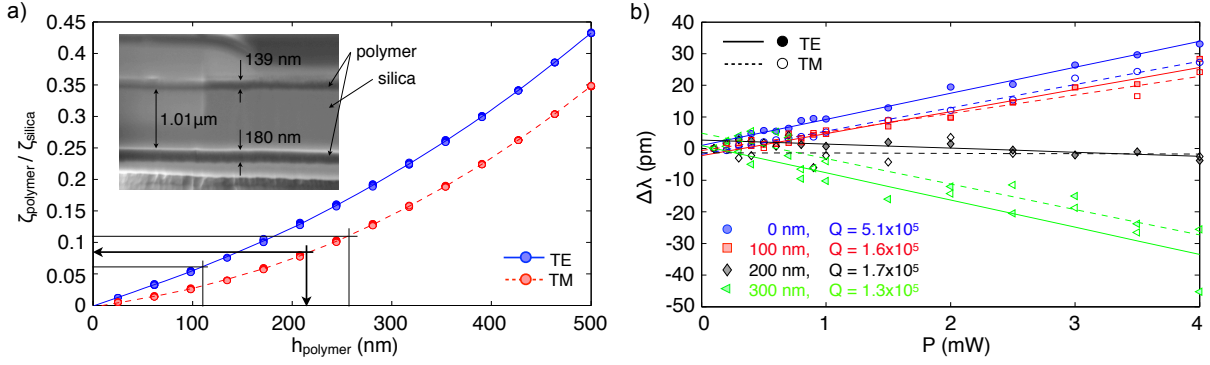 a)
ζpolymer / ζsilica
0.45
0.4
0.35
0.3
0.25
0.2
0.15
0.1
0.05
0
139 nm
polymer
silica
1.01μm
180 nm
TE
TM
0 100 200 300 400 500
hpolymer (nm)
b)
Δλ (pm)
40
30
20
10
0
-10
-20
-30
-40
-50
TE
TM
0 nm, Q = 5.1x10⁵
100 nm, Q = 1.6x10⁵
200 nm, Q = 1.7x10⁵
300 nm, Q = 1.3x10⁵
0 1 2 3 4
P (mW)